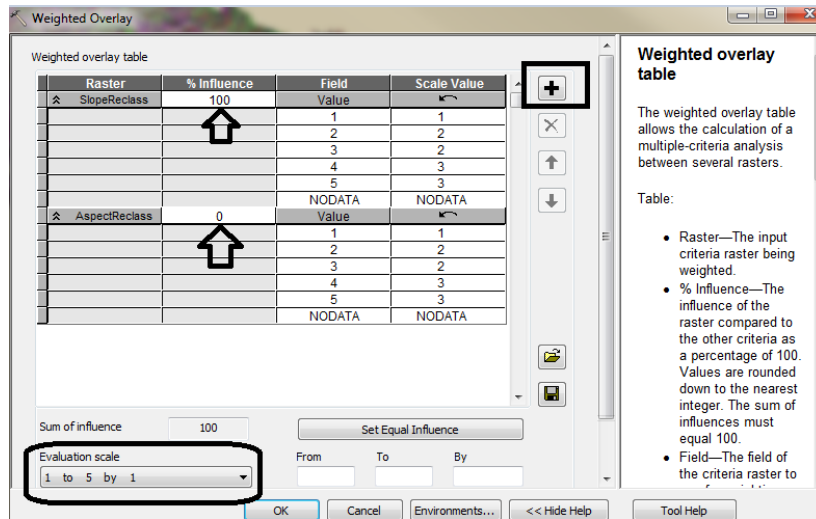 Weighted Overlay
Weighted overlay table
Raster % Influence Field Scale Value
SlopeReclass 100 Value
1 1
2 2
3 2
4 3
5 3
NODATA NODATA
AspectReclass 0 Value
1 1
2 2
3 2
4 3
5 3
NODATA NODATA
Sum of influence 100 Set Equal Influence
Evaluation scale From To By
1 to 5 by 1
OK Cancel Environments... << Hide Help Tool Help
Weighted overlay
table
The weighted overlay table
allows the calculation of a
multiple-criteria analysis
between several rasters.
Table:
• Raster—The input
criteria raster being
weighted.
• % Influence—The
influence of the
raster compared to
the other criteria as
a percentage of 100.
Values are rounded
down to the nearest
integer. The sum of
influences must
equal 100.
• Field—The field of
the criteria raster to